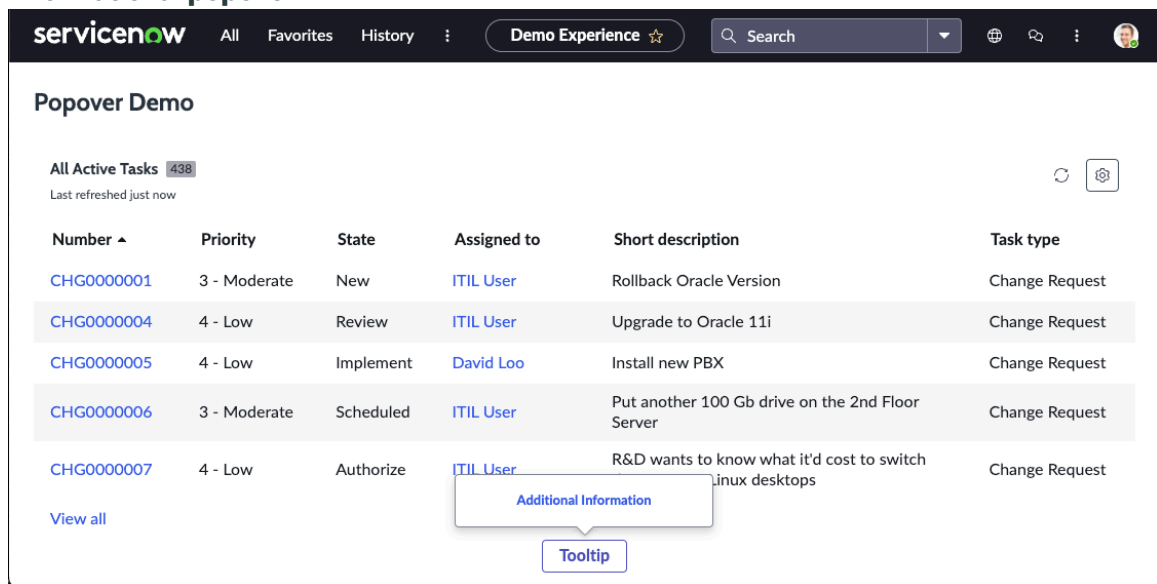 servicenow All Favorites History Demo Experience Search
Popover Demo
All Active Tasks 438
Last refreshed just now
Number Priority State Assigned to Short description Task type
CHG0000001 3 - Moderate New ITIL User Rollback Oracle Version Change Request
CHG0000004 4 - Low Review ITIL User Upgrade to Oracle 11i Change Request
CHG0000005 4 - Low Implement David Loo Install new PBX Change Request
CHG0000006 3 - Moderate Scheduled ITIL User Put another 100 Gb drive on the 2nd Floor
Server Change Request
CHG0000007 4 - Low Authorize ITIL User R&D wants to know what it'd cost to switch
Linux desktops Change Request
Additional Information
View all
Tooltip